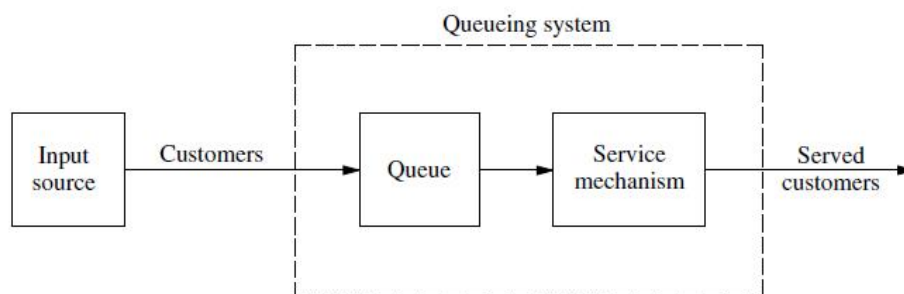 Queueing system
Input
source
Customers
Queue
Service
mechanism
Served
customers